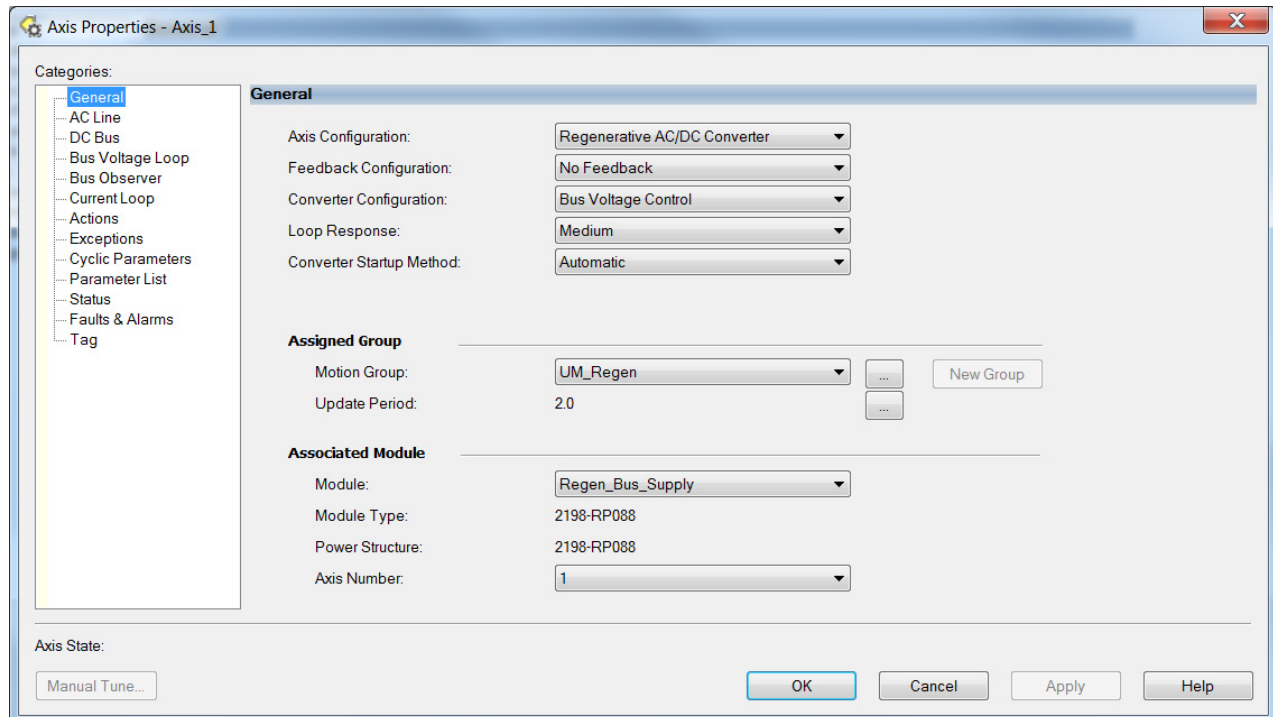 Axis Properties - Axis_1
X
Categories:
General
AC Line
DC Bus
Bus Voltage Loop
Bus Observer
Current Loop
Actions
Exceptions
Cyclic Parameters
Parameter List
Status
Faults & Alarms
Tag
General
Axis Configuration: Regenerative AC/DC Converter
Feedback Configuration: No Feedback
Converter Configuration: Bus Voltage Control
Loop Response: Medium
Converter Startup Method: Automatic
Assigned Group
Motion Group: UM_Regen ... New Group
Update Period: 2.0 ...
Associated Module
Module: Regen_Bus_Supply
Module Type: 2198-RP088
Power Structure: 2198-RP088
Axis Number: 1
Axis State:
Manual Tune... OK Cancel Apply Help